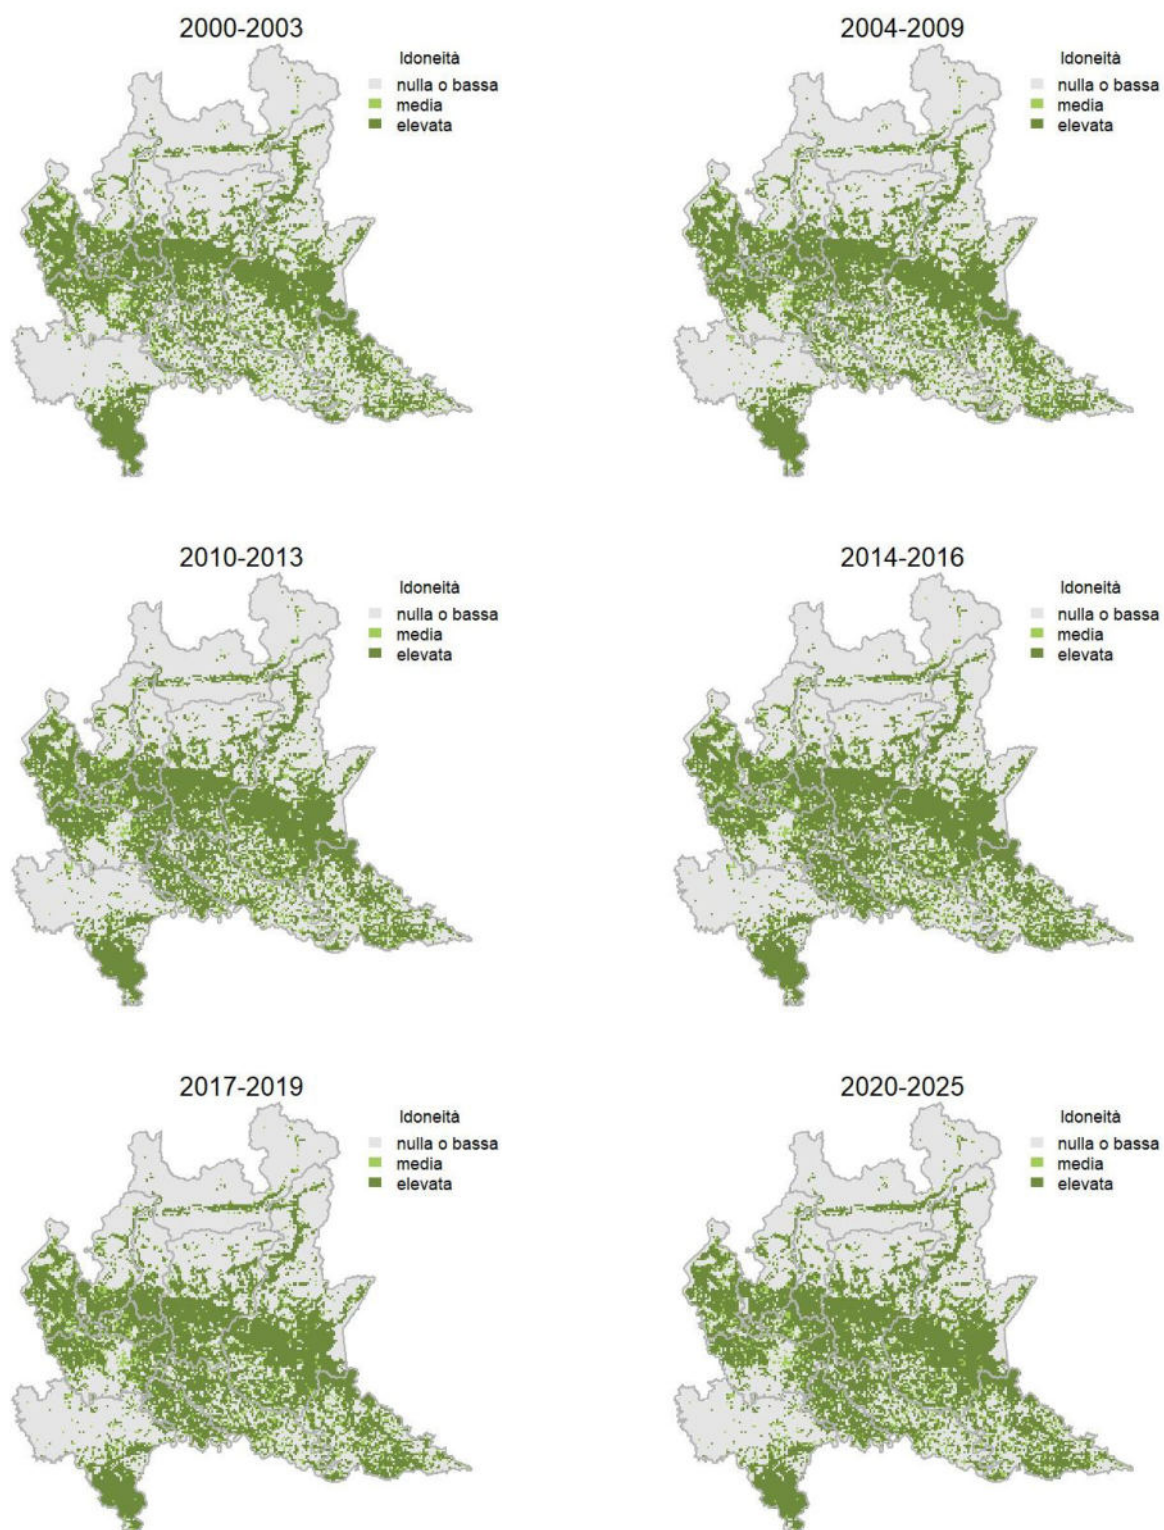 2000-2003
Idoneità
nulla o bassa
media
elevata
2004-2009
Idoneità
nulla o bassa
media
elevata
2010-2013
Idoneità
nulla o bassa
media
elevata
2014-2016
Idoneità
nulla o bassa
media
elevata
2017-2019
Idoneità
nulla o bassa
media
elevata
2020-2025
Idoneità
nulla o bassa
media
elevata